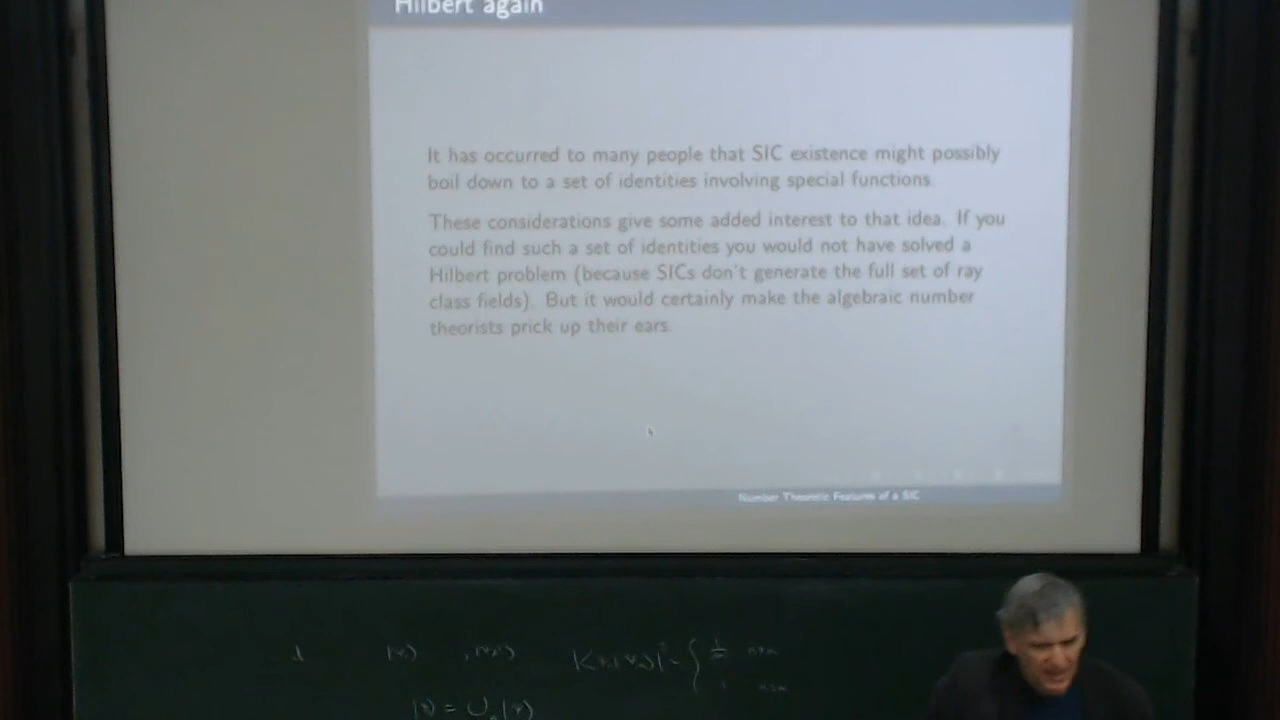 Hilbert again
It has occurred to many people that SIC existence might possibly
boil down to a set of identities involving special functions.
These considerations give some added interest to that idea. If you
could find such a set of identities you would not have solved a
Hilbert problem (because SICs don't generate the full set of ray
class fields). But it would certainly make the algebraic number
theorists prick up their ears.
Number Theoretic Features of a SIC